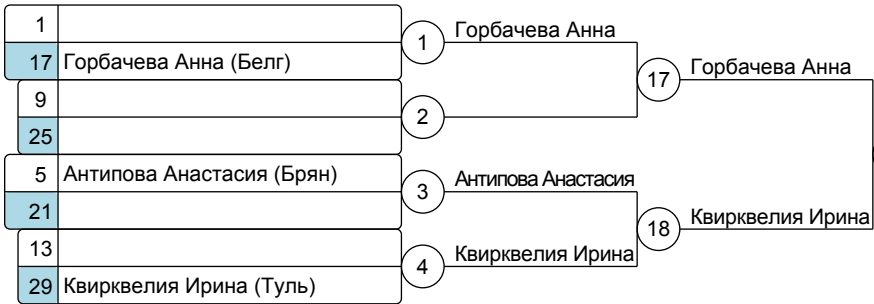 1
17 Горбачева Анна (Белг)
9
25
5 Антипова Анастасия (Брян)
21
13
29 Квирквелия Ирина (Туль)
1 Горбачева Анна
2
3 Антипова Анастасия
4 Квирквелия Ирина
17 Горбачева Анна
18 Квирквелия Ирина